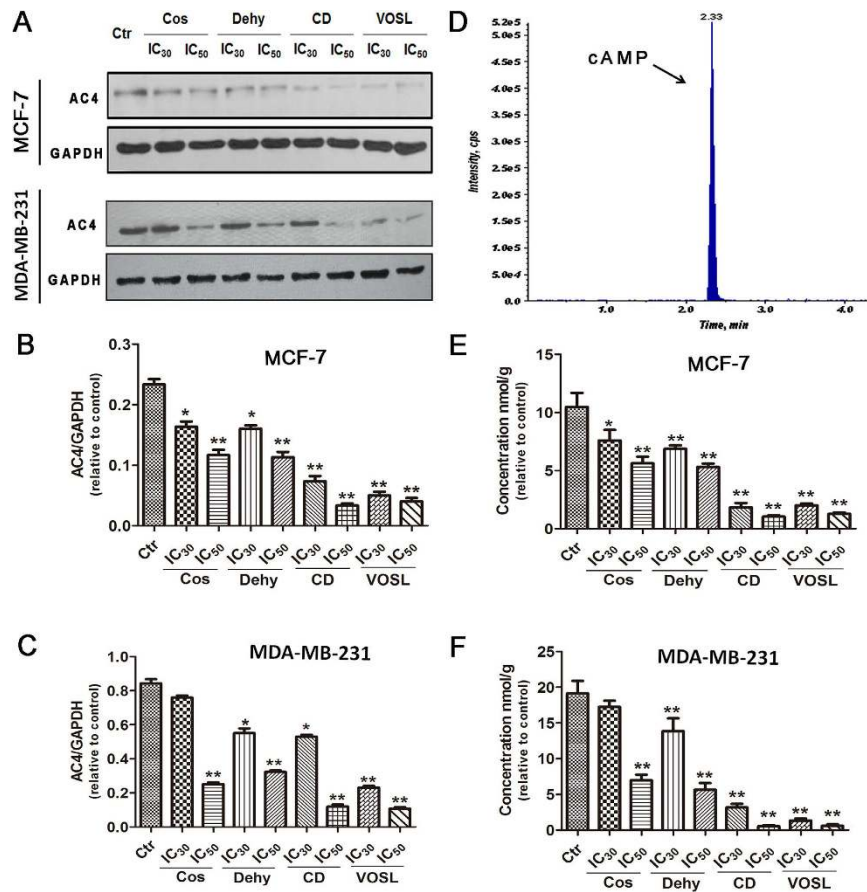 A
Ctr
Cos Dehy CD VOSL
IC30 IC50 IC30 IC50 IC30 IC50 IC30 IC50
MCF-7
AC4
GAPDH
MDA-MB-231
AC4
GAPDH
B
MCF-7
AC4/GAPDH
(relative to control)
0.3
0.2
0.1
0.0
* ** * ** ** ** ** **
Ctr IC30 IC50 IC30 IC50 IC30 IC50 IC30 IC50
Cos Dehy CD VOSL
C
MDA-MB-231
AC4/GAPDH
(relative to control)
1.0
0.8
0.6
0.4
0.2
0.0
** * ** * ** ** **
Ctr IC30 IC50 IC30 IC50 IC30 IC50 IC30 IC50
Cos Dehy CD VOSL
D
2.33
cAMP
Intensity, cps
5.2e5
5.0e5
4.5e5
4.0e5
3.5e5
3.0e5
2.5e5
2.0e5
1.5e5
1.0e5
5.0e4
0.0
1.0 2.0 3.0 4.0
Time, min
E
MCF-7
Concentration nmol/g
(relative to control)
15
10
5
0
* ** ** ** ** ** ** **
Ctr IC30 IC50 IC30 IC50 IC30 IC50 IC30 IC50
Cos Dehy CD VOSL
F
MDA-MB-231
Concentration nmol/g
(relative to control)
25
20
15
10
5
0
** ** ** ** ** ** **
Ctr IC30 IC50 IC30 IC50 IC30 IC50 IC30 IC50
Cos Dehy CD VOSL